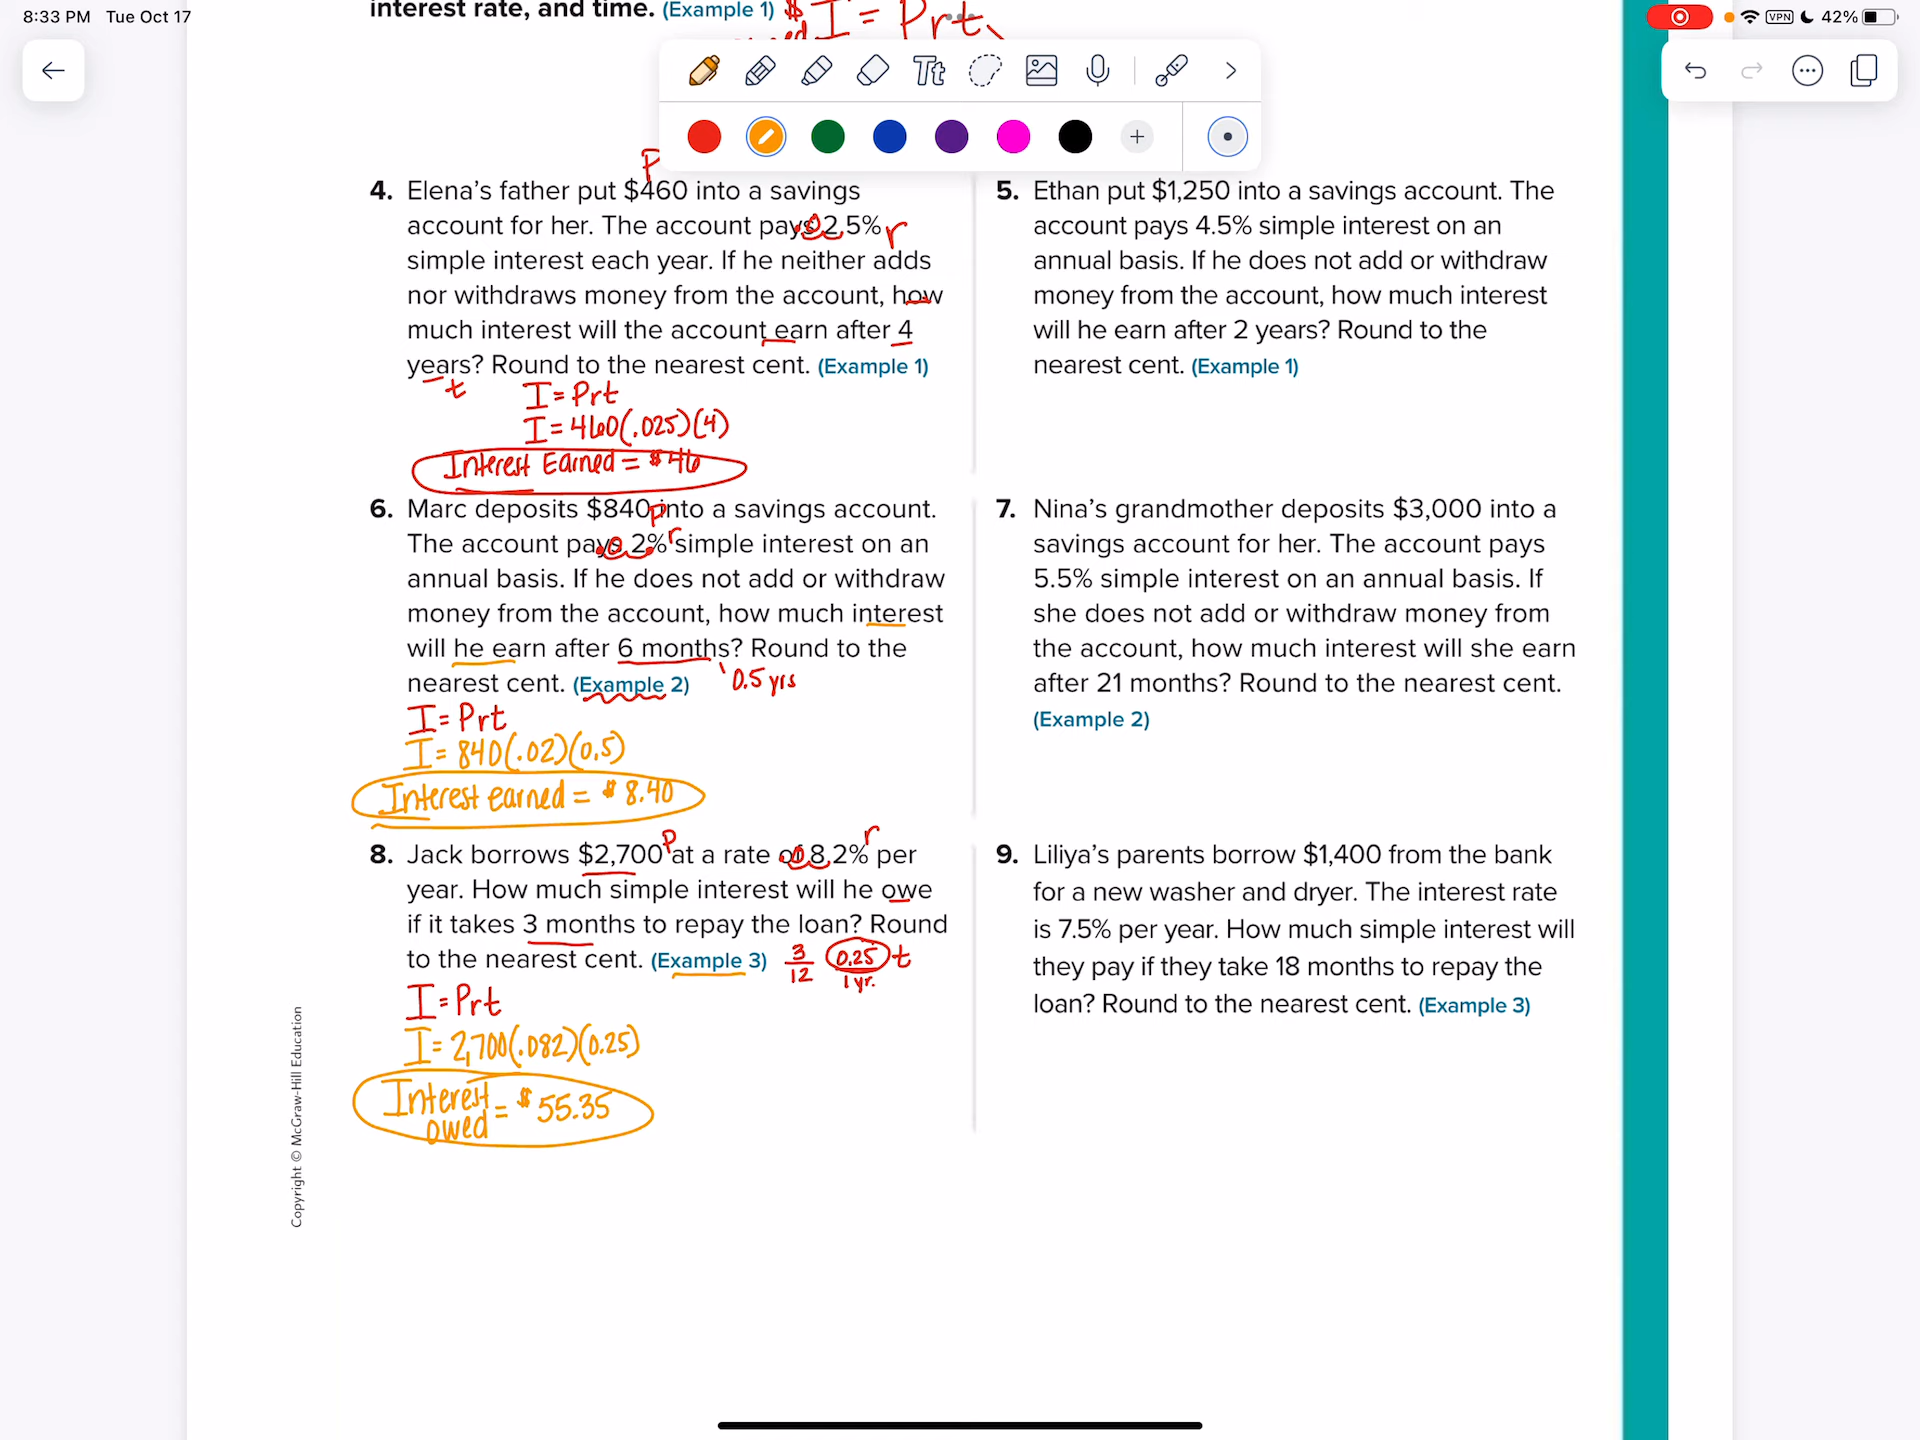 8:33 PM Tue Oct 17
VPN 42%
interest rate, and time. (Example 1) $
I = Prt
Tt
P
4. Elena's father put $460 into a savings
account for her. The account pays 2.5% r
simple interest each year. If he neither adds
nor withdraws money from the account, how
much interest will the account earn after 4
years? Round to the nearest cent. (Example 1)
t
I = Prt
I = 460(.025)(4)
Interest Earned = $46
5. Ethan put $1,250 into a savings account. The
account pays 4.5% simple interest on an
annual basis. If he does not add or withdraw
money from the account, how much interest
will he earn after 2 years? Round to the
nearest cent. (Example 1)
6. Marc deposits $840 P into a savings account.
The account pays 2% r simple interest on an
annual basis. If he does not add or withdraw
money from the account, how much interest
will he earn after 6 months? Round to the
nearest cent. (Example 2) 0.5 yrs
I = Prt
I = 840(.02)(0.5)
Interest earned = $8.40
7. Nina's grandmother deposits $3,000 into a
savings account for her. The account pays
5.5% simple interest on an annual basis. If
she does not add or withdraw money from
the account, how much interest will she earn
after 21 months? Round to the nearest cent.
(Example 2)
8. Jack borrows $2,700 P at a rate of 8.2% r per
year. How much simple interest will he owe
if it takes 3 months to repay the loan? Round
to the nearest cent. (Example 3) 3/12 0.25 t
1 yr.
I = Prt
I = 2,700(.082)(0.25)
Interest owed = $55.35
9. Liliya's parents borrow $1,400 from the bank
for a new washer and dryer. The interest rate
is 7.5% per year. How much simple interest will
they pay if they take 18 months to repay the
loan? Round to the nearest cent. (Example 3)
Copyright © McGraw-Hill Education